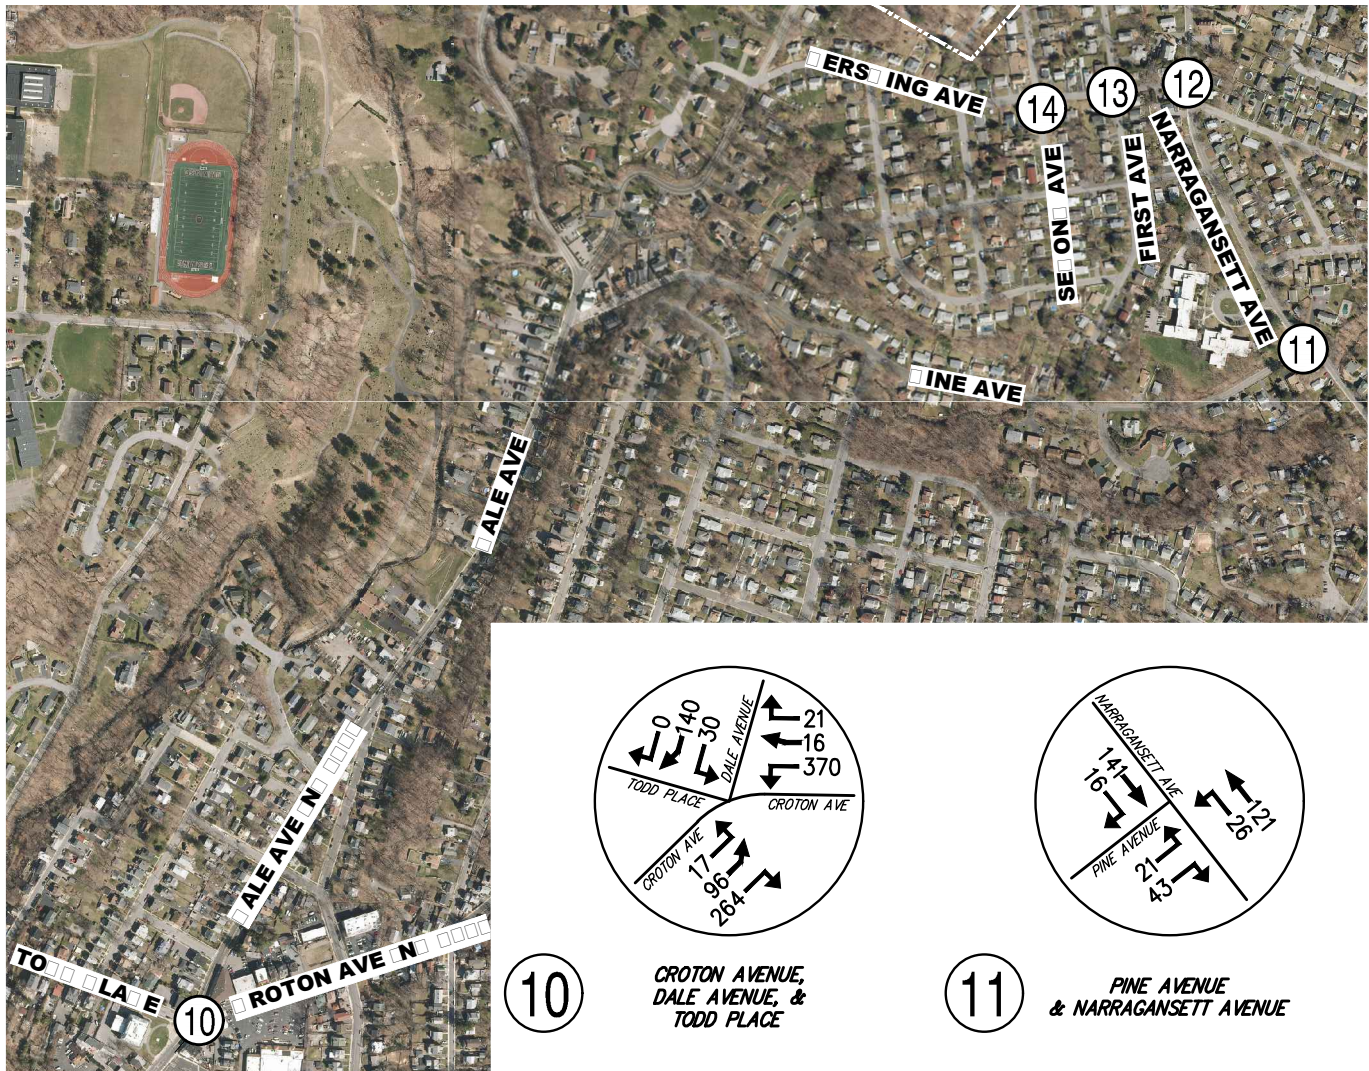 □ERS□ING AVE
14
13
12
NARRAGANSETT AVE
FIRST AVE
SE□ON□ AVE
11
□INE AVE
□ALE AVE
□ALE AVE□N□□□□□
TO□□ □LA□E
10
□ROTON AVE□N□□□□□
0
140
30
DALE AVENUE
21
16
370
TODD PLACE
CROTON AVE
CROTON AVE
17
96
264
NARRAGANSETT AVE
141
16
121
26
PINE AVENUE
21
43
10
CROTON AVENUE,
DALE AVENUE, &
TODD PLACE
11
PINE AVENUE
& NARRAGANSETT AVENUE